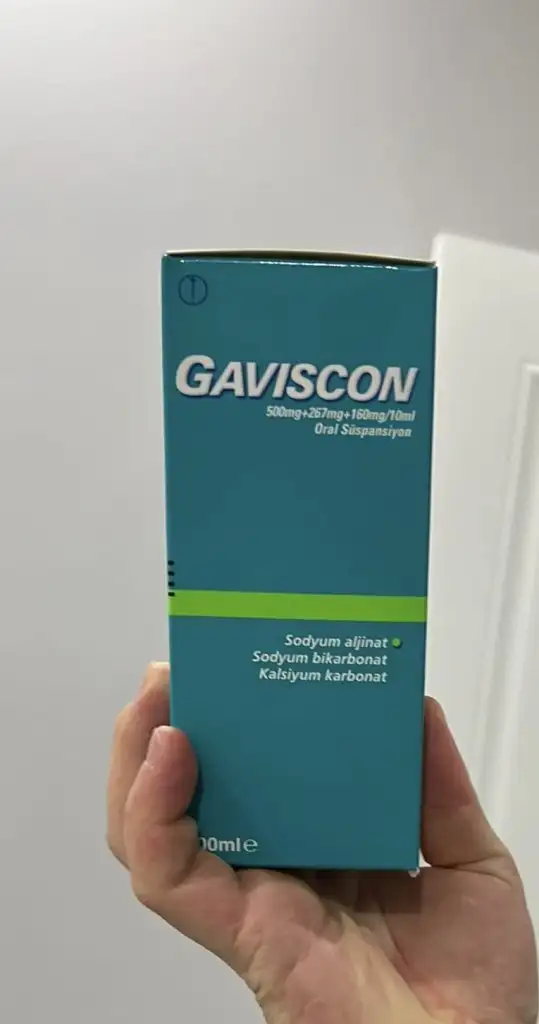 GAVISCON
500mg+267mg+160mg/10ml
Oral Süspansiyon
Sodyum aljinat
Sodyum bikarbonat
Kalsiyum karbonat